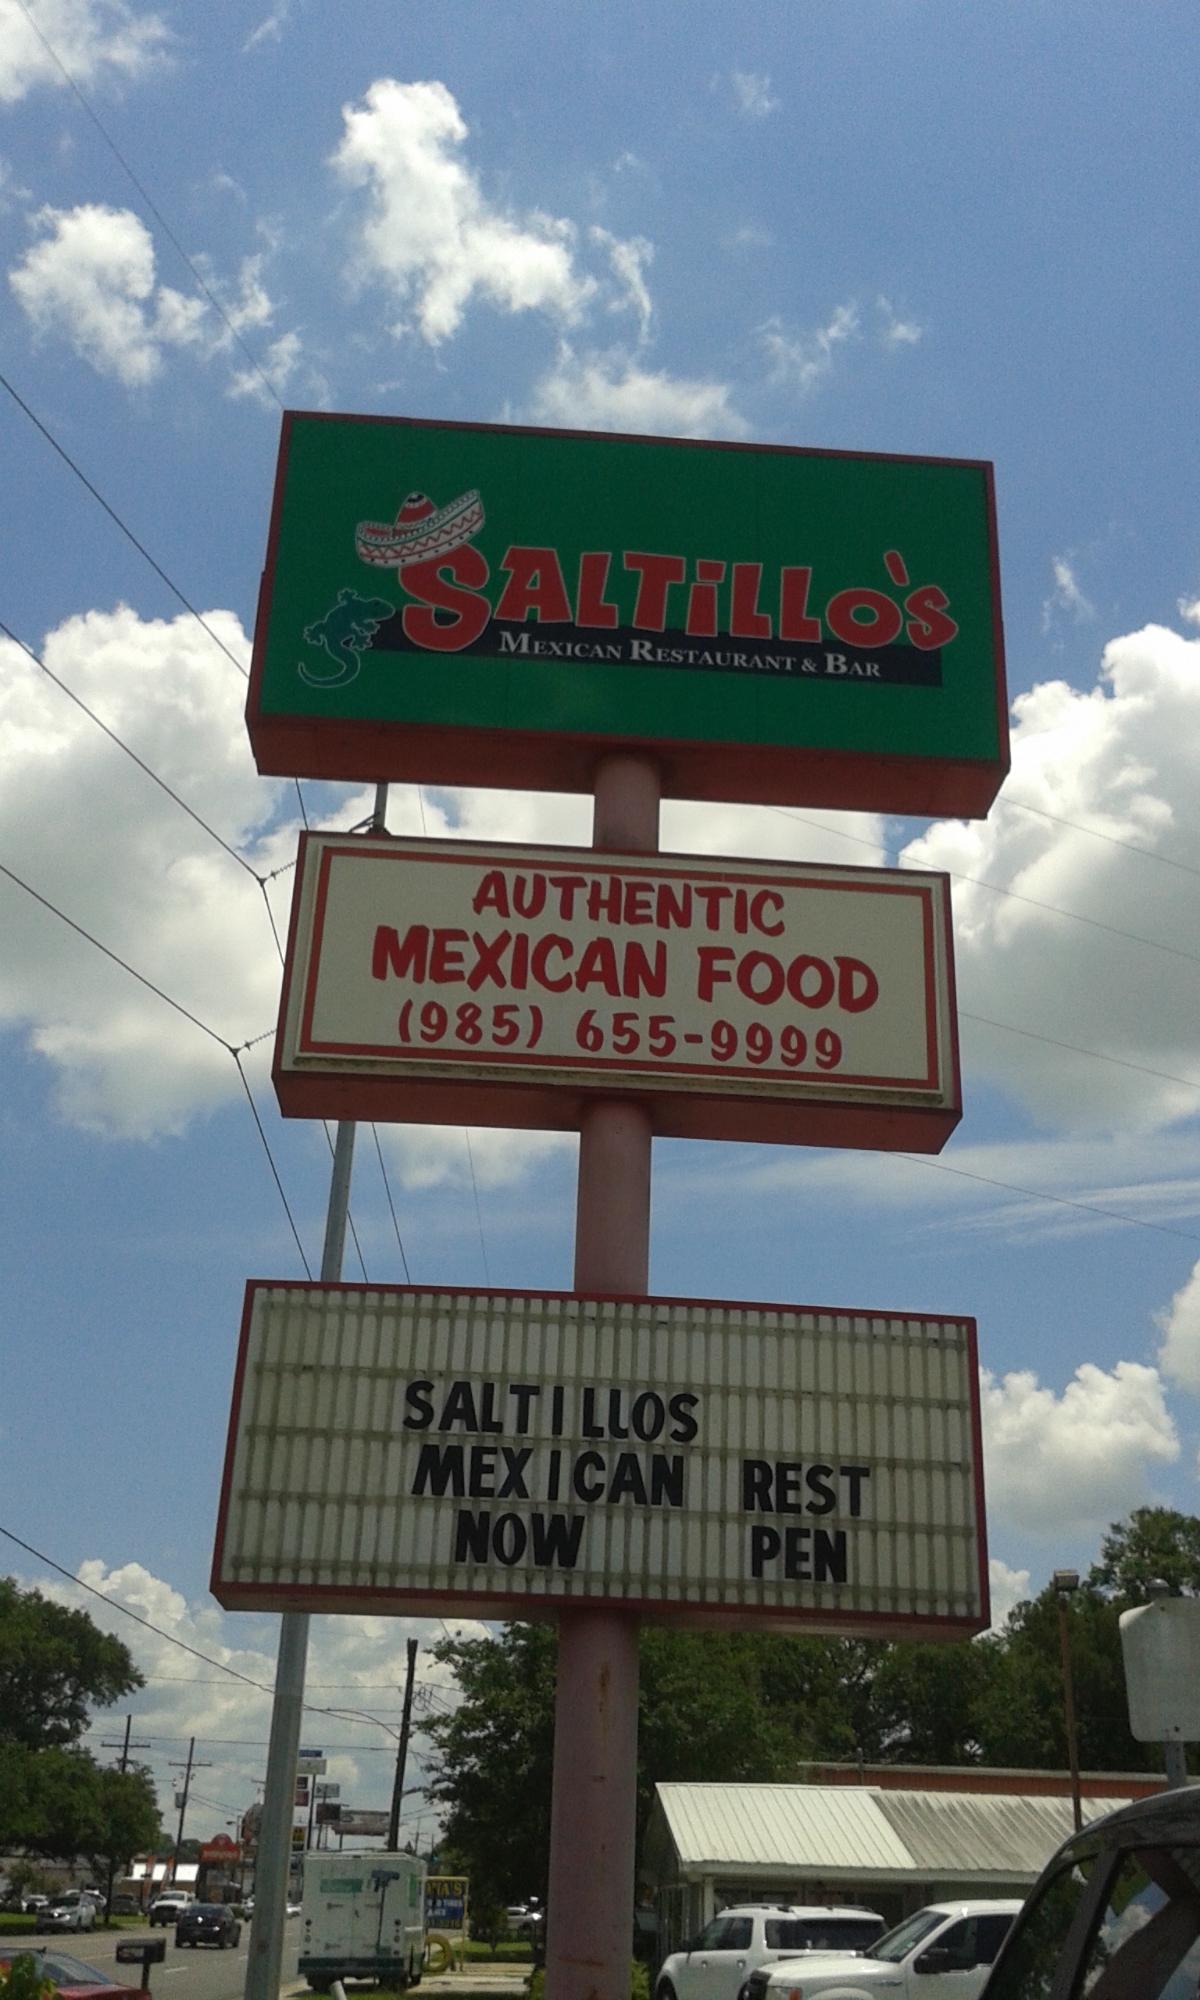 SALTiLLO'S
MEXICAN RESTAURANT & BAR
AUTHENTIC
MEXICAN FOOD
(985) 655-9999
SALTILLOS
MEXICAN REST
NOW PEN